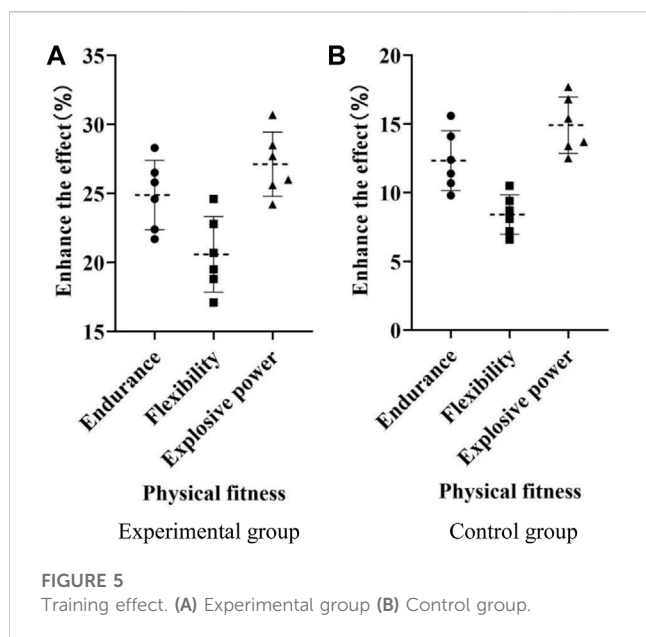 A
Enhance the effect(%)
35
30
25
20
15
Endurance
Flexibility
Explosive power
Physical fitness
Experimental group
B
Enhance the effect(%)
20
15
10
5
0
Endurance
Flexibility
Explosive power
Physical fitness
Control group
FIGURE 5
Training effect. (A) Experimental group (B) Control group.